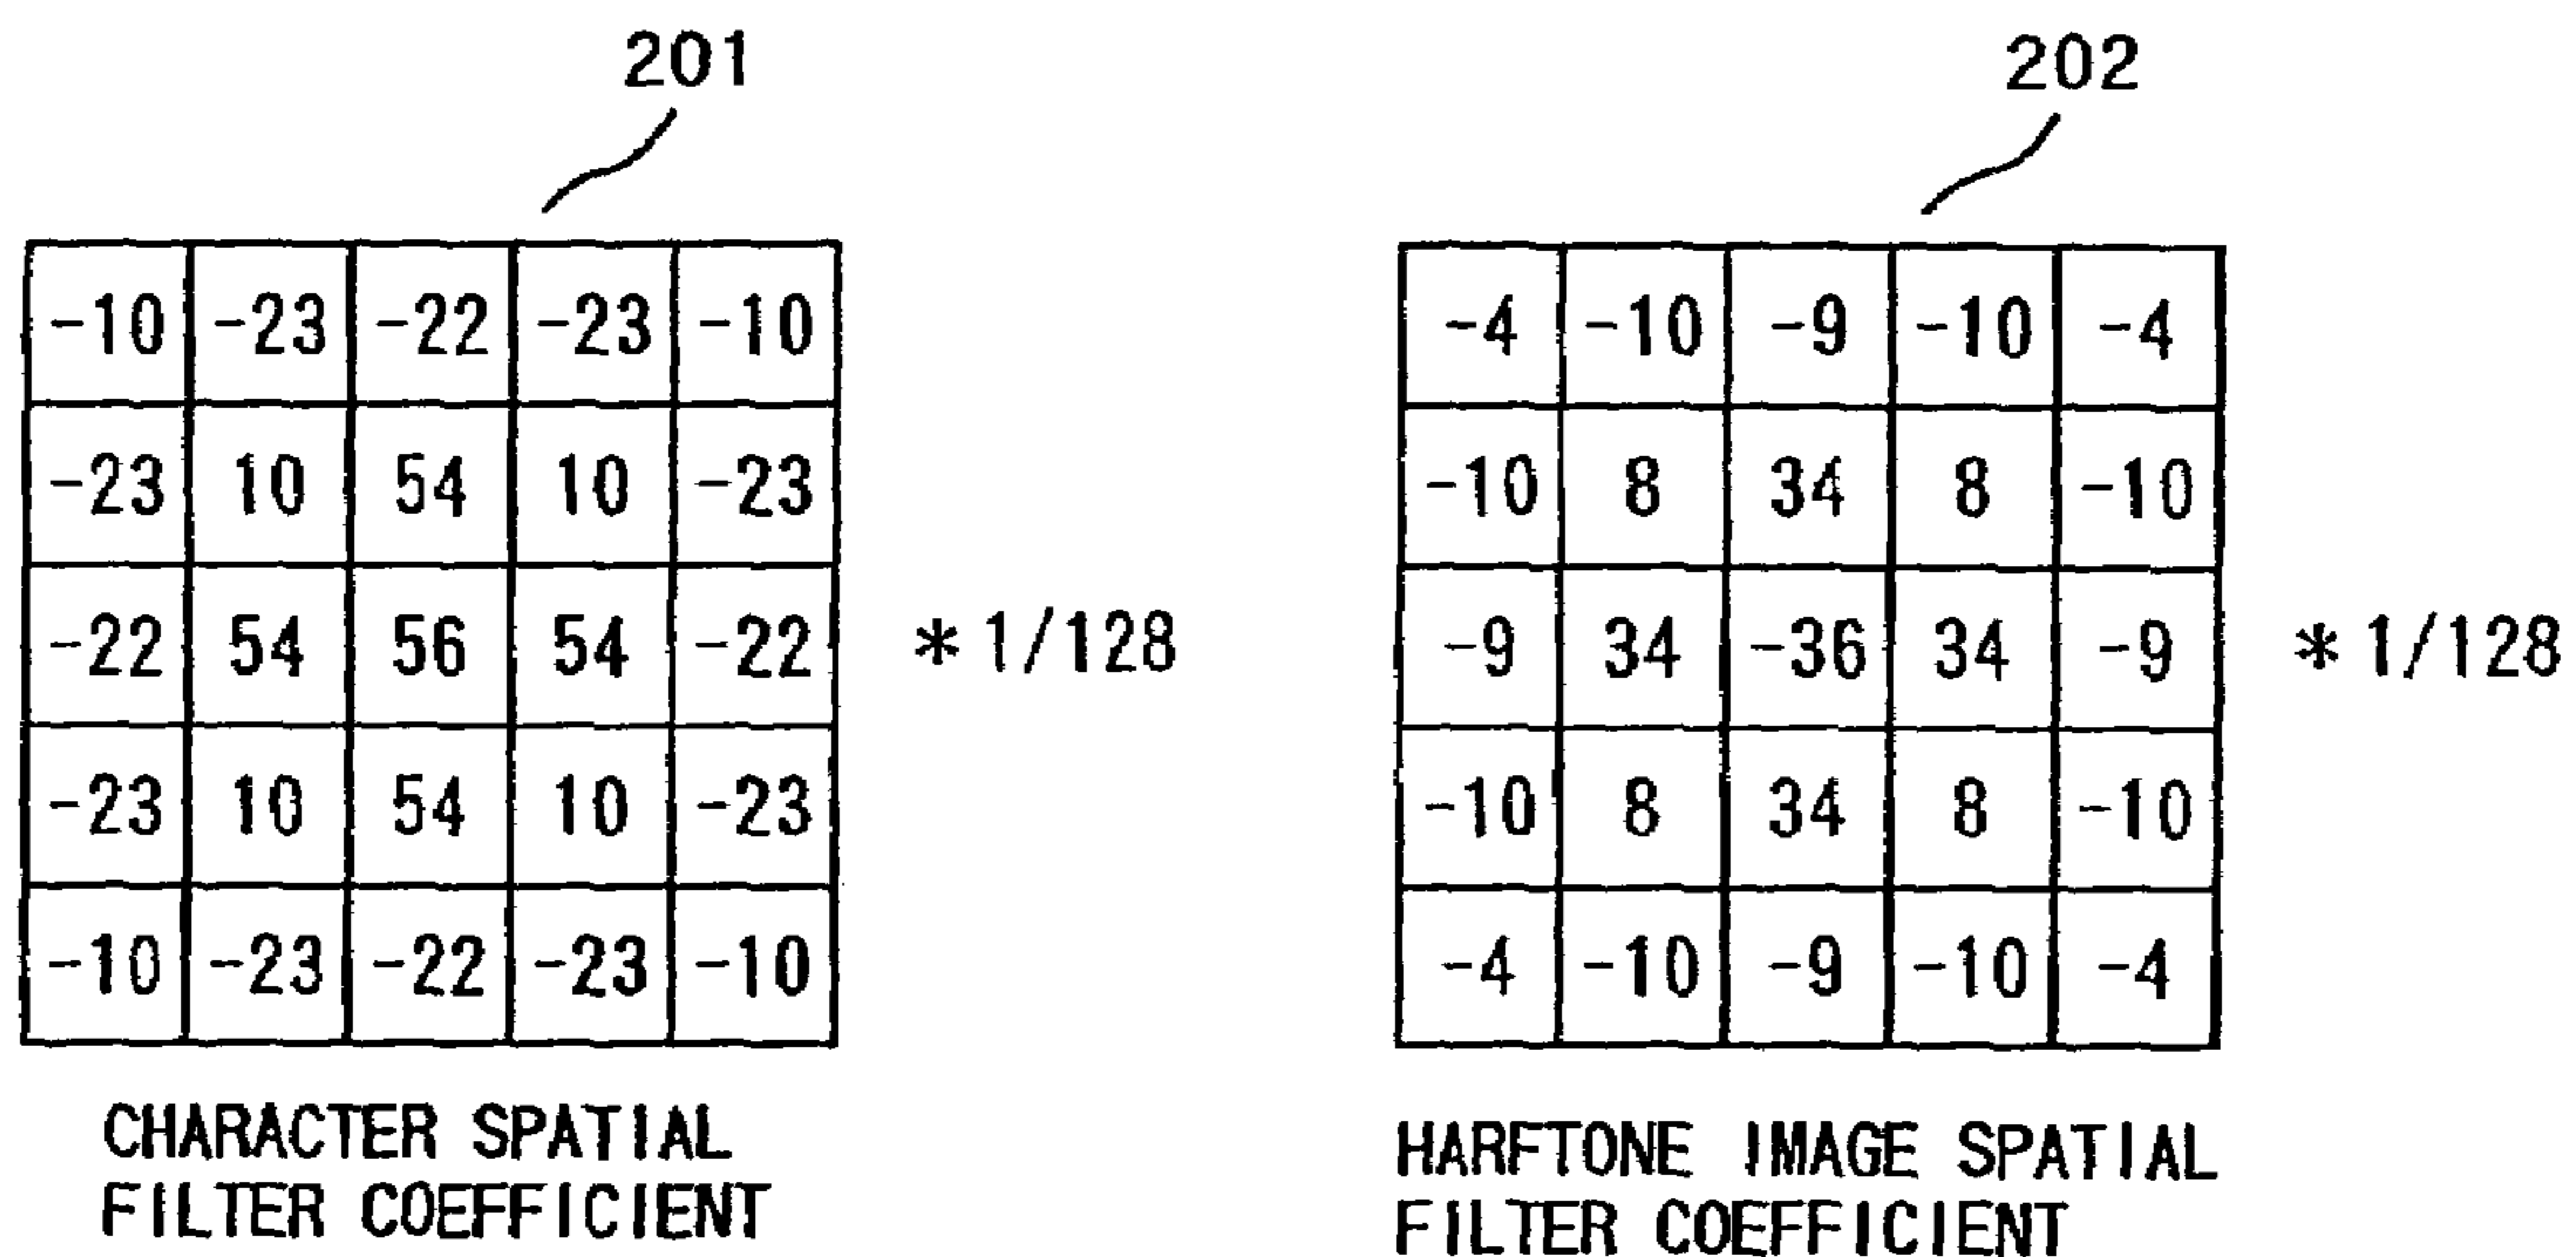 201
-10 -23 -22 -23 -10
-23 10 54 10 -23
-22 54 56 54 -22
-23 10 54 10 -23
-10 -23 -22 -23 -10
*1/128
CHARACTER SPATIAL
FILTER COEFFICIENT
202
-4 -10 -9 -10 -4
-10 8 34 8 -10
-9 34 -36 34 -9
-10 8 34 8 -10
-4 -10 -9 -10 -4
*1/128
HARFTONE IMAGE SPATIAL
FILTER COEFFICIENT